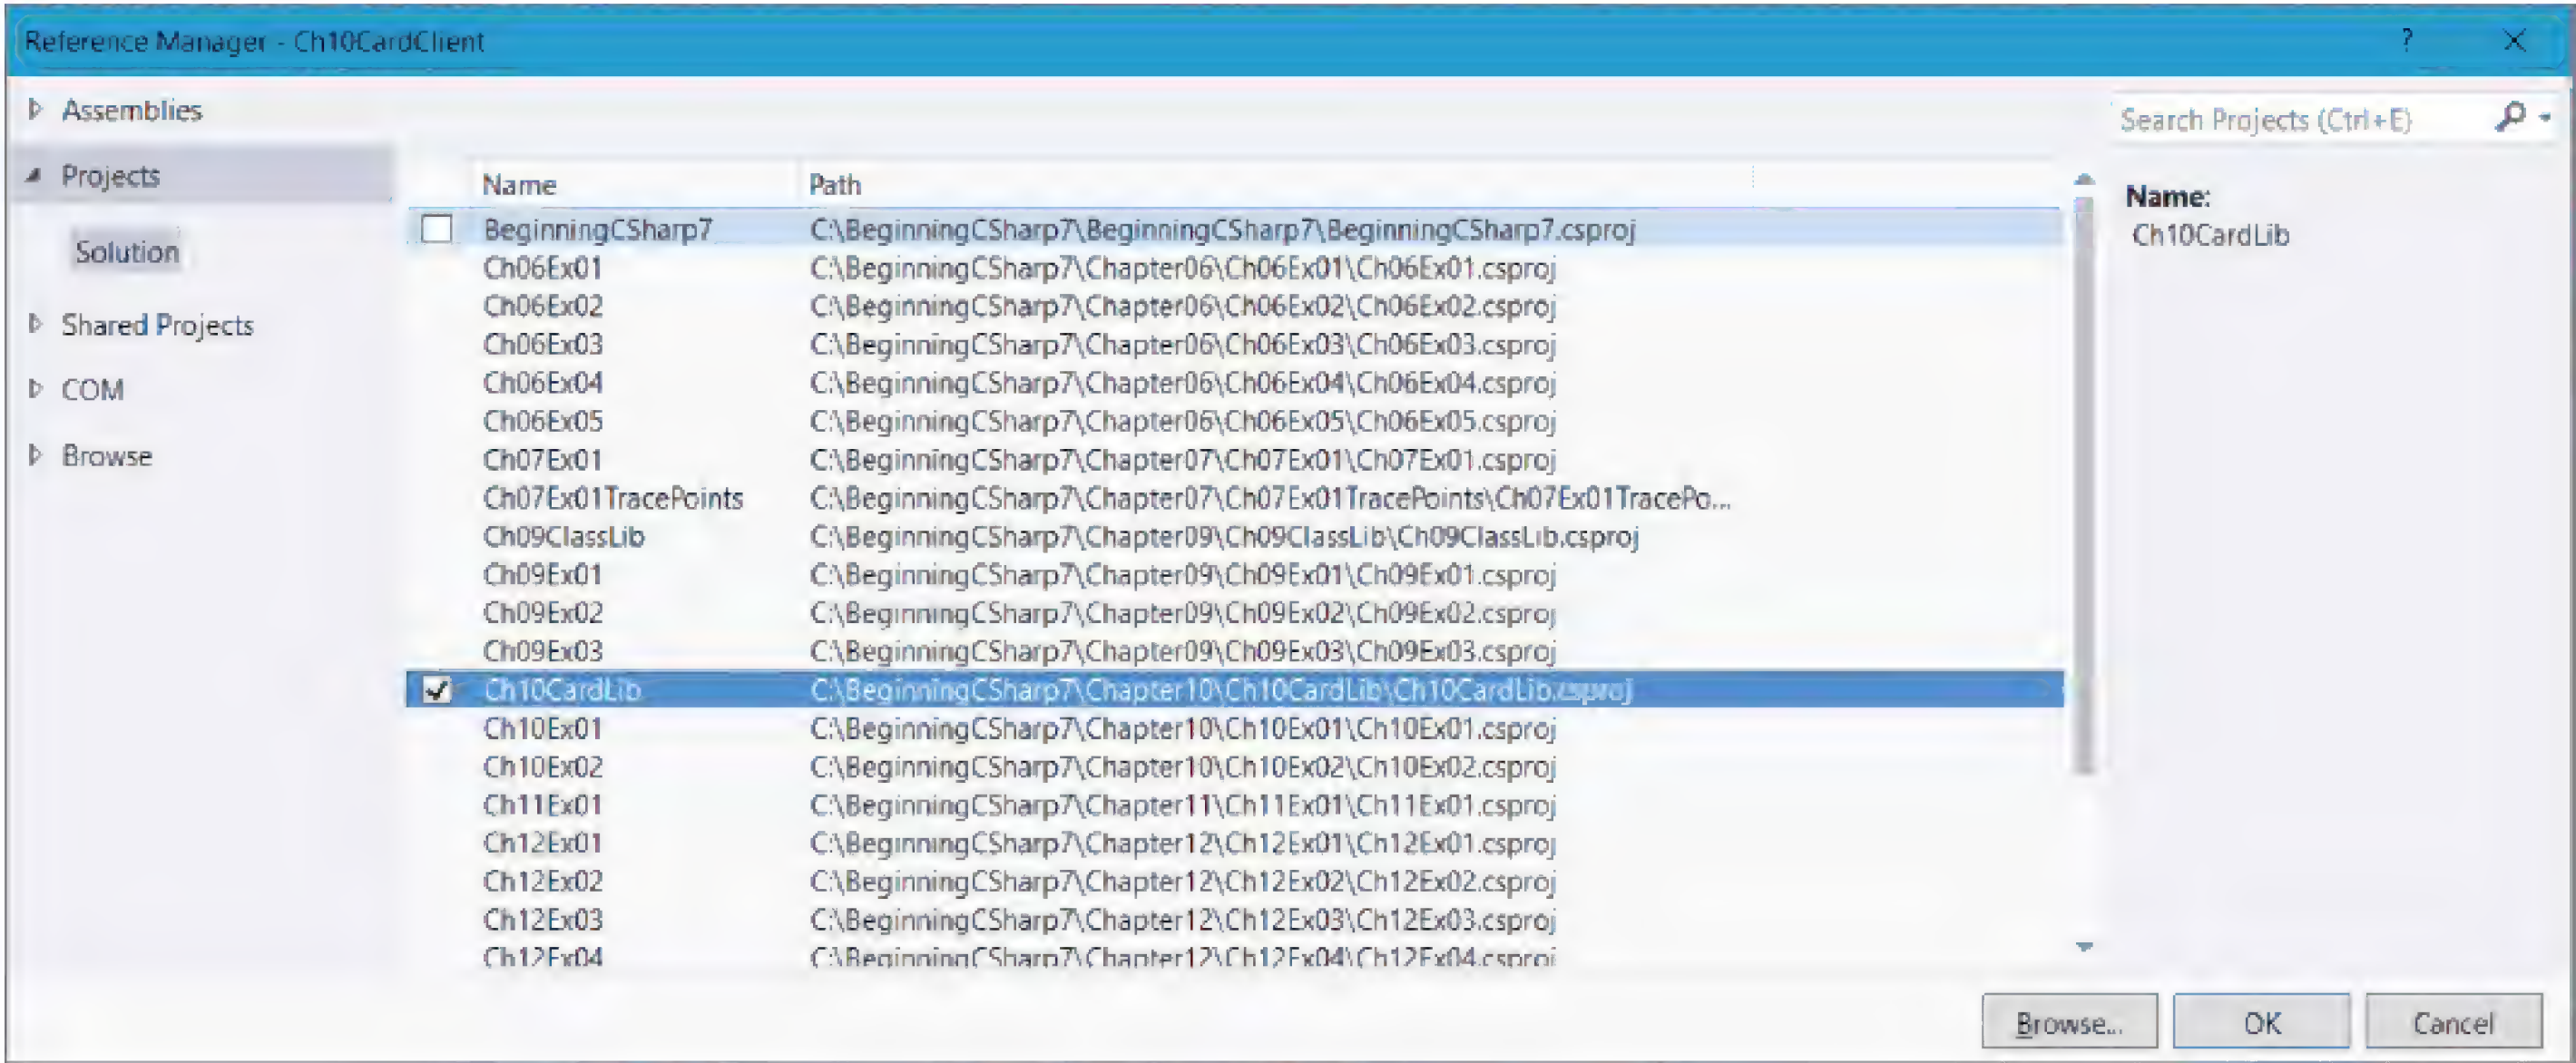 Reference Manager - Ch10CardClient ?
Assemblies
Projects
Solution
Shared Projects
COM
Browse
Search Projects (Ctrl+E)
Name Path
BeginningCSharp7 C:\BeginningCSharp7\BeginningCSharp7\BeginningCSharp7.csproj
Ch06Ex01 C:\BeginningCSharp7\Chapter06\Ch06Ex01\Ch06Ex01.csproj
Ch06Ex02 C:\BeginningCSharp7\Chapter06\Ch06Ex02\Ch06Ex02.csproj
Ch06Ex03 C:\BeginningCSharp7\Chapter06\Ch06Ex03\Ch06Ex03.csproj
Ch06Ex04 C:\BeginningCSharp7\Chapter06\Ch06Ex04\Ch06Ex04.csproj
Ch06Ex05 C:\BeginningCSharp7\Chapter06\Ch06Ex05\Ch06Ex05.csproj
Ch07Ex01 C:\BeginningCSharp7\Chapter07\Ch07Ex01\Ch07Ex01.csproj
Ch07Ex01TracePoints C:\BeginningCSharp7\Chapter07\Ch07Ex01TracePoints\Ch07Ex01TracePo...
Ch09ClassLib C:\BeginningCSharp7\Chapter09\Ch09ClassLib\Ch09ClassLib.csproj
Ch09Ex01 C:\BeginningCSharp7\Chapter09\Ch09Ex01\Ch09Ex01.csproj
Ch09Ex02 C:\BeginningCSharp7\Chapter09\Ch09Ex02\Ch09Ex02.csproj
Ch09Ex03 C:\BeginningCSharp7\Chapter09\Ch09Ex03\Ch09Ex03.csproj
Ch10CardLib C:\BeginningCSharp7\Chapter10\Ch10CardLib\Ch10CardLib.csproj
Ch10Ex01 C:\BeginningCSharp7\Chapter10\Ch10Ex01\Ch10Ex01.csproj
Ch10Ex02 C:\BeginningCSharp7\Chapter10\Ch10Ex02\Ch10Ex02.csproj
Ch11Ex01 C:\BeginningCSharp7\Chapter11\Ch11Ex01\Ch11Ex01.csproj
Ch12Ex01 C:\BeginningCSharp7\Chapter12\Ch12Ex01\Ch12Ex01.csproj
Ch12Ex02 C:\BeginningCSharp7\Chapter12\Ch12Ex02\Ch12Ex02.csproj
Ch12Ex03 C:\BeginningCSharp7\Chapter12\Ch12Ex03\Ch12Ex03.csproj
Ch12Ex04 C:\BeginningCSharp7\Chapter12\Ch12Ex04\Ch12Ex04.csproj
Name:
Ch10CardLib
Browse... OK Cancel